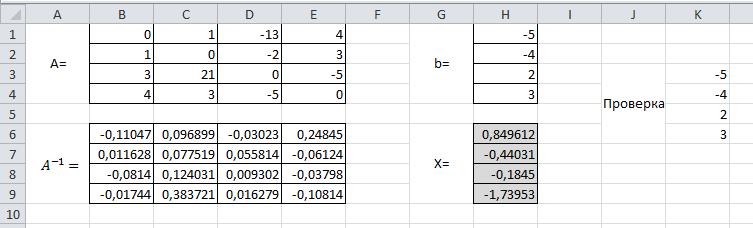 A B C D E F G H I J K
1 0 1 -13 4 -5
2 1 0 -2 3 -4
A= b=
3 3 21 0 -5 2 -5
4 4 3 -5 0 3 Проверка -4
5 2
6 -0,11047 0,096899 -0,03023 0,24845 0,849612 3
7 0,011628 0,077519 0,055814 -0,06124 -0,44031
A⁻¹ = X=
8 -0,0814 0,124031 0,009302 -0,03798 -0,1845
9 -0,01744 0,383721 0,016279 -0,10814 -1,73953
10